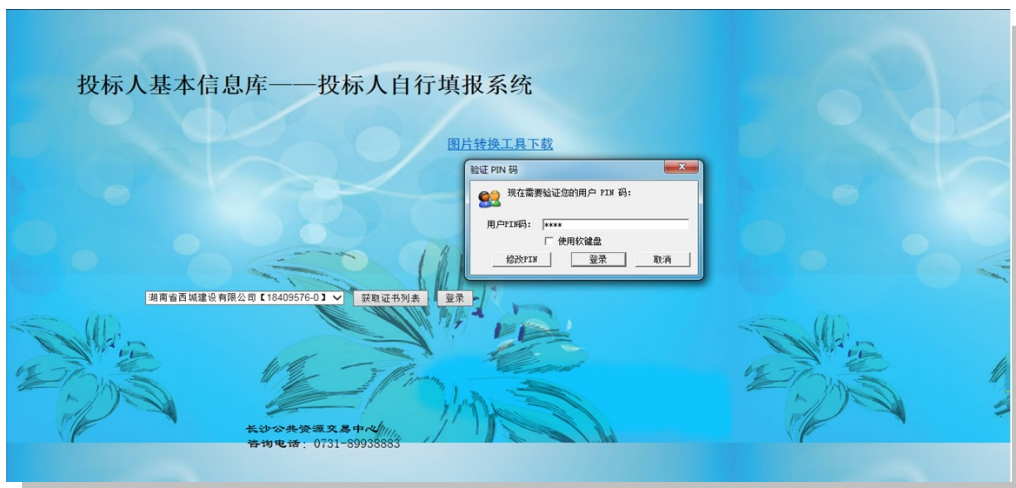 投标人基本信息库——投标人自行填报系统
图片转换工具下载
验证 PIN 码
现在需要验证您的用户 PIN 码:
用户PIN码: ****
使用软键盘
修改PIN 登录 取消
湖南省西城建设有限公司【18409576-0】 获取证书列表 登录
长沙公共资源交易中心
咨询电话: 0731-89938883